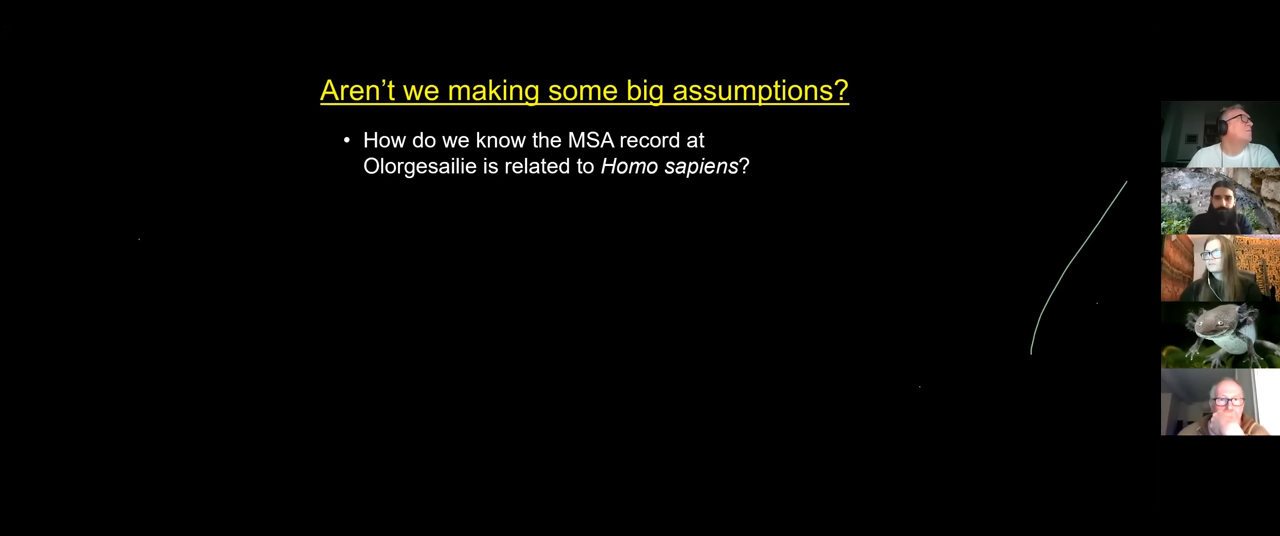 Aren’t we making some big assumptions?
• How do we know the MSA record at
Olorgesailie is related to Homo sapiens?